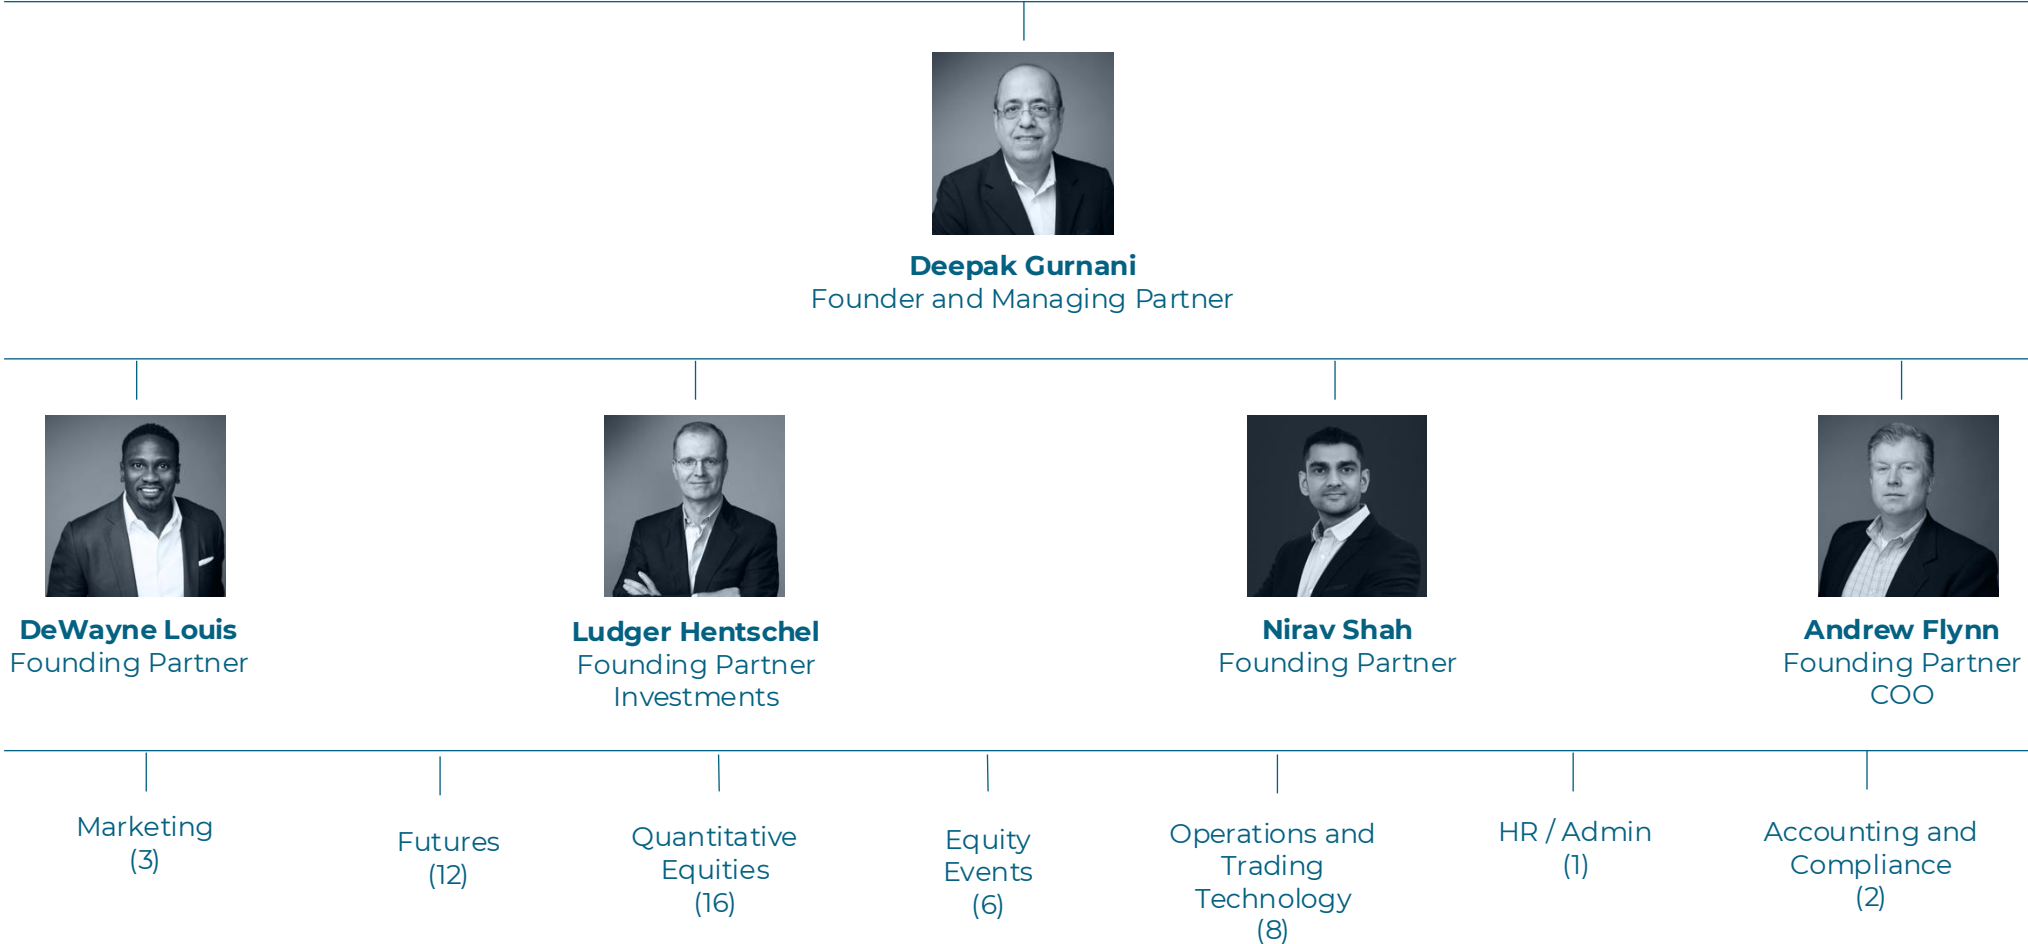 Deepak Gurnani
Founder and Managing Partner
DeWayne Louis
Founding Partner
Ludger Hentschel
Founding Partner
Investments
Nirav Shah
Founding Partner
Andrew Flynn
Founding Partner
COO
Marketing
(3)
Futures
(12)
Quantitative
Equities
(16)
Equity
Events
(6)
Operations and
Trading
Technology
(8)
HR / Admin
(1)
Accounting and
Compliance
(2)